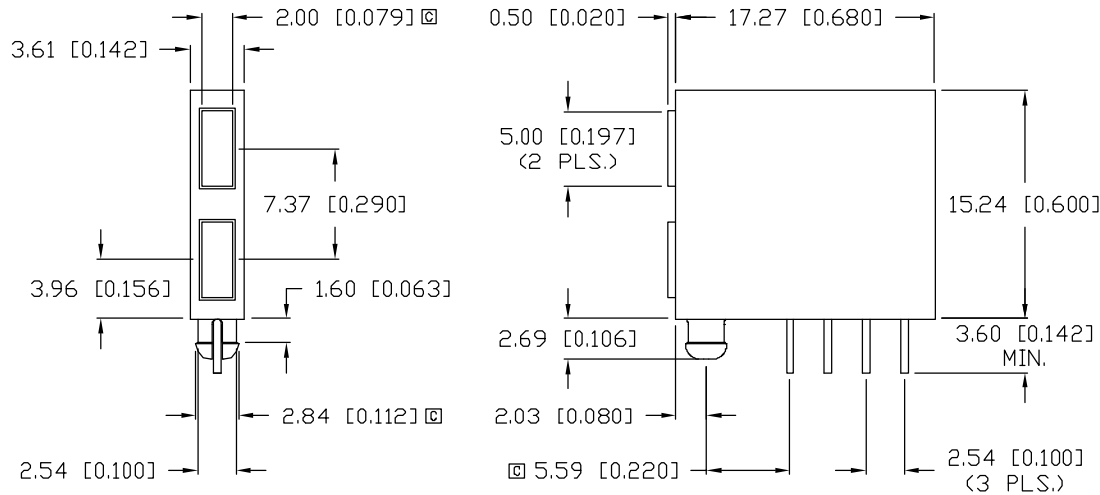 2.00 [0.079] C
0.50 [0.020]
17.27 [0.680]
3.61 [0.142]
5.00 [0.197]
(2 PLS.)
7.37 [0.290]
15.24 [0.600]
3.96 [0.156]
1.60 [0.063]
2.69 [0.106]
3.60 [0.142]
MIN.
2.84 [0.112] C
2.03 [0.080]
2.54 [0.100]
C 5.59 [0.220]
2.54 [0.100]
(3 PLS.)